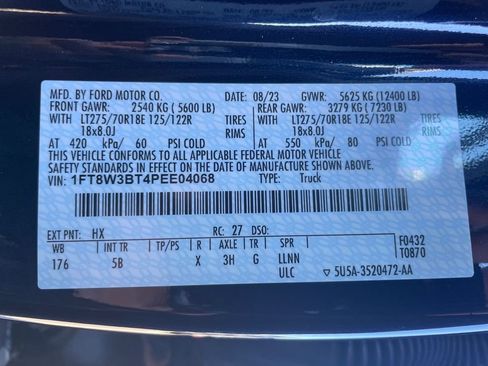 MFD. BY FORD MOTOR CO. DATE: 08/23 GVWR: 5625 KG (12400 LB)
FRONT GAWR: 2540 KG ( 5600 LB) REAR GAWR: 3279 KG ( 7230 LB)
WITH LT275/70R18E 125/122R TIRES WITH LT275/70R18E 125/122R TIRES
18x8.0J RIMS 18x8.0J RIMS
AT 420 kPa/ 60 PSI COLD AT 550 kPa/ 80 PSI COLD
THIS VEHICLE CONFORMS TO ALL APPLICABLE FEDERAL MOTOR VEHICLE
SAFETY STANDARDS IN EFFECT ON THE DATE OF MANUFACTURE SHOWN ABOVE.
VIN: 1FT8W3BT4PEE04068 TYPE: Truck
EXT PNT: HX RC: 27 DSO: F0432
WB INT TR TP/PS R AXLE TR SPR T0870
176 5B X 3H G LLNN
ULC ▽ 5U5A-3520472-AA